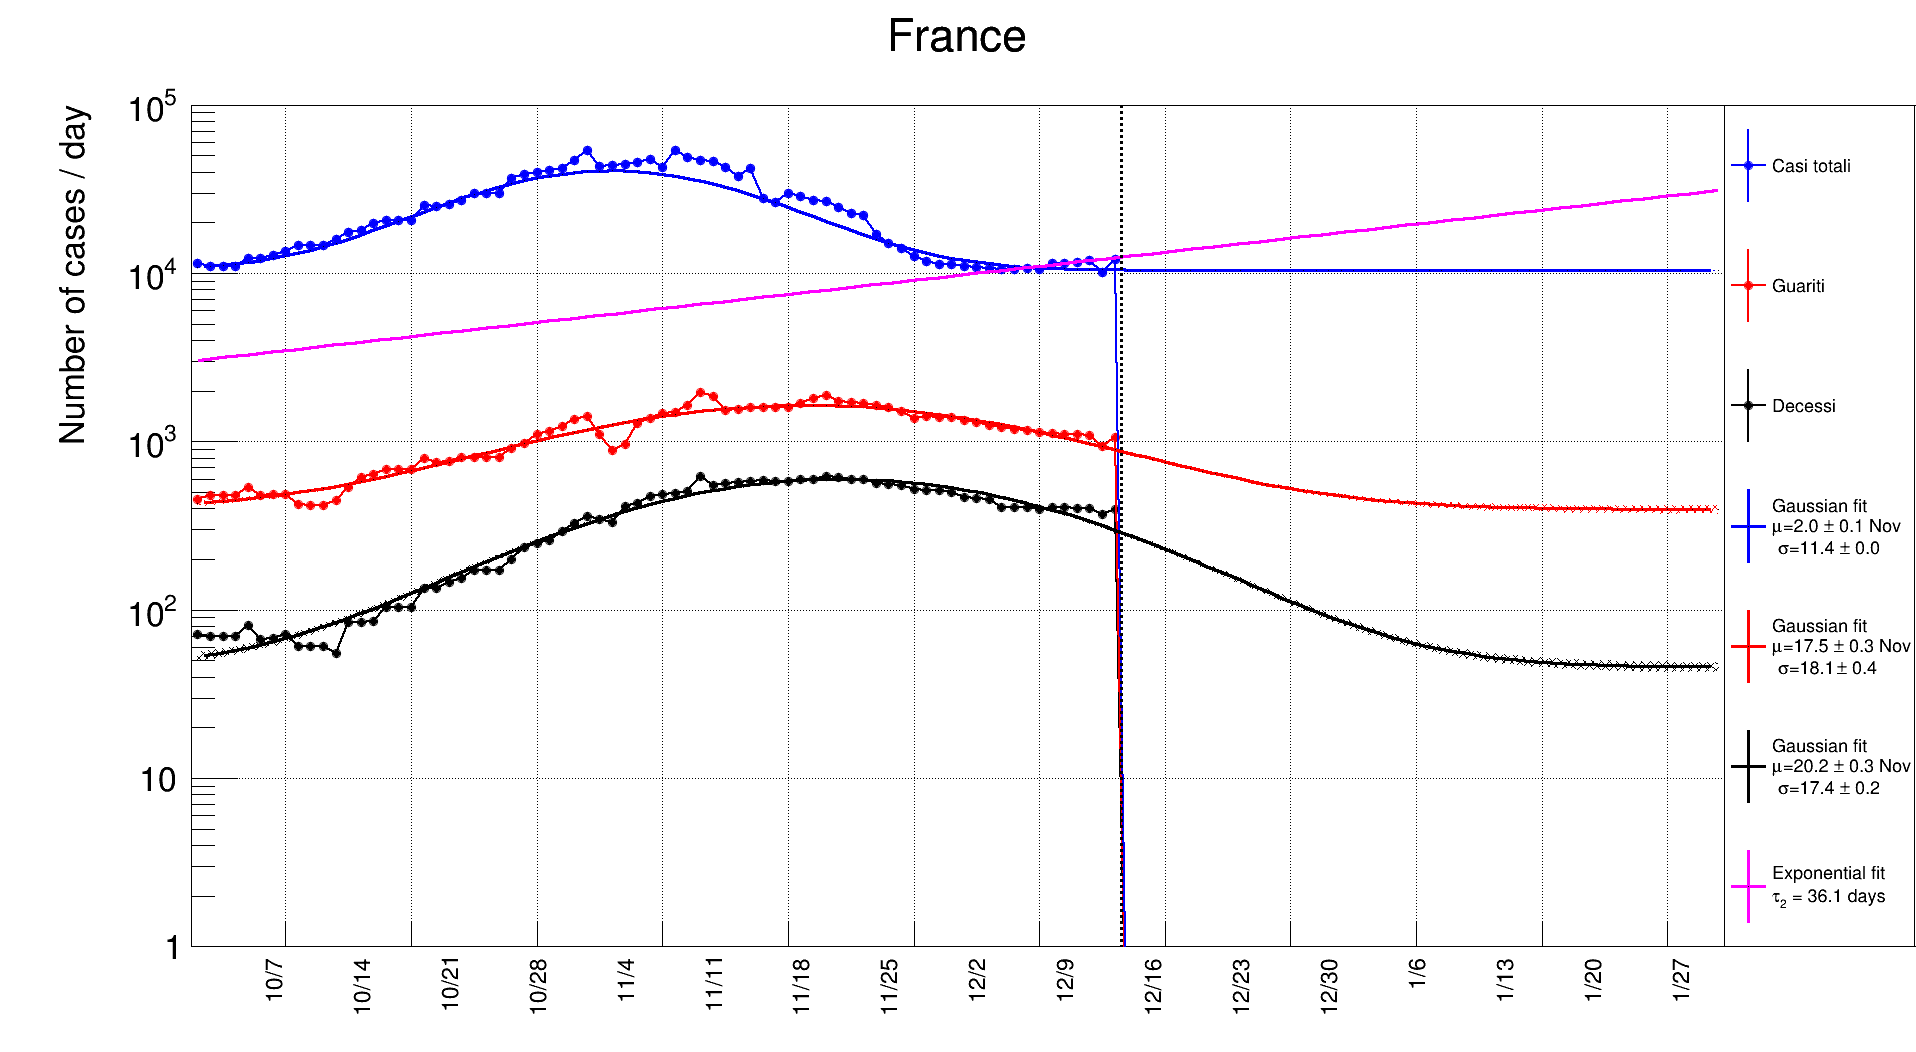 France
Number of cases / day
10^5
10^4
10^3
10^2
10
1
10/7
10/14
10/21
10/28
11/4
11/11
11/18
11/25
12/2
12/9
12/16
12/23
12/30
1/6
1/13
1/20
1/27
Casi totali
Guariti
Decessi
Gaussian fit
μ=2.0 ± 0.1 Nov
σ=11.4 ± 0.0
Gaussian fit
μ=17.5 ± 0.3 Nov
σ=18.1 ± 0.4
Gaussian fit
μ=20.2 ± 0.3 Nov
σ=17.4 ± 0.2
Exponential fit
τ₂ = 36.1 days